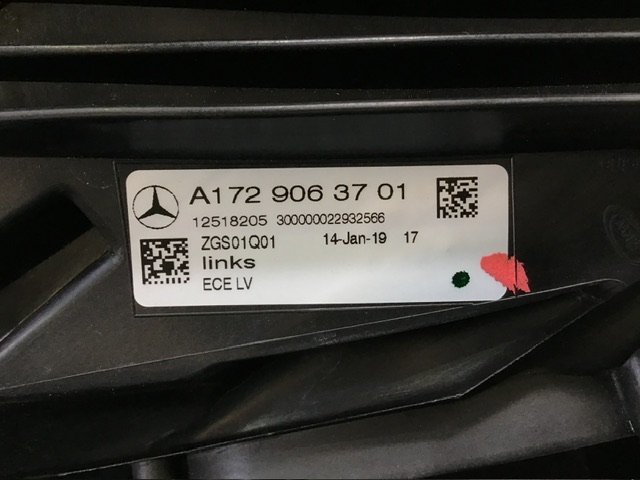 A172 906 37 01
12518205 300000022932566
ZGS01Q01 14-Jan-19 17
links
ECE LV